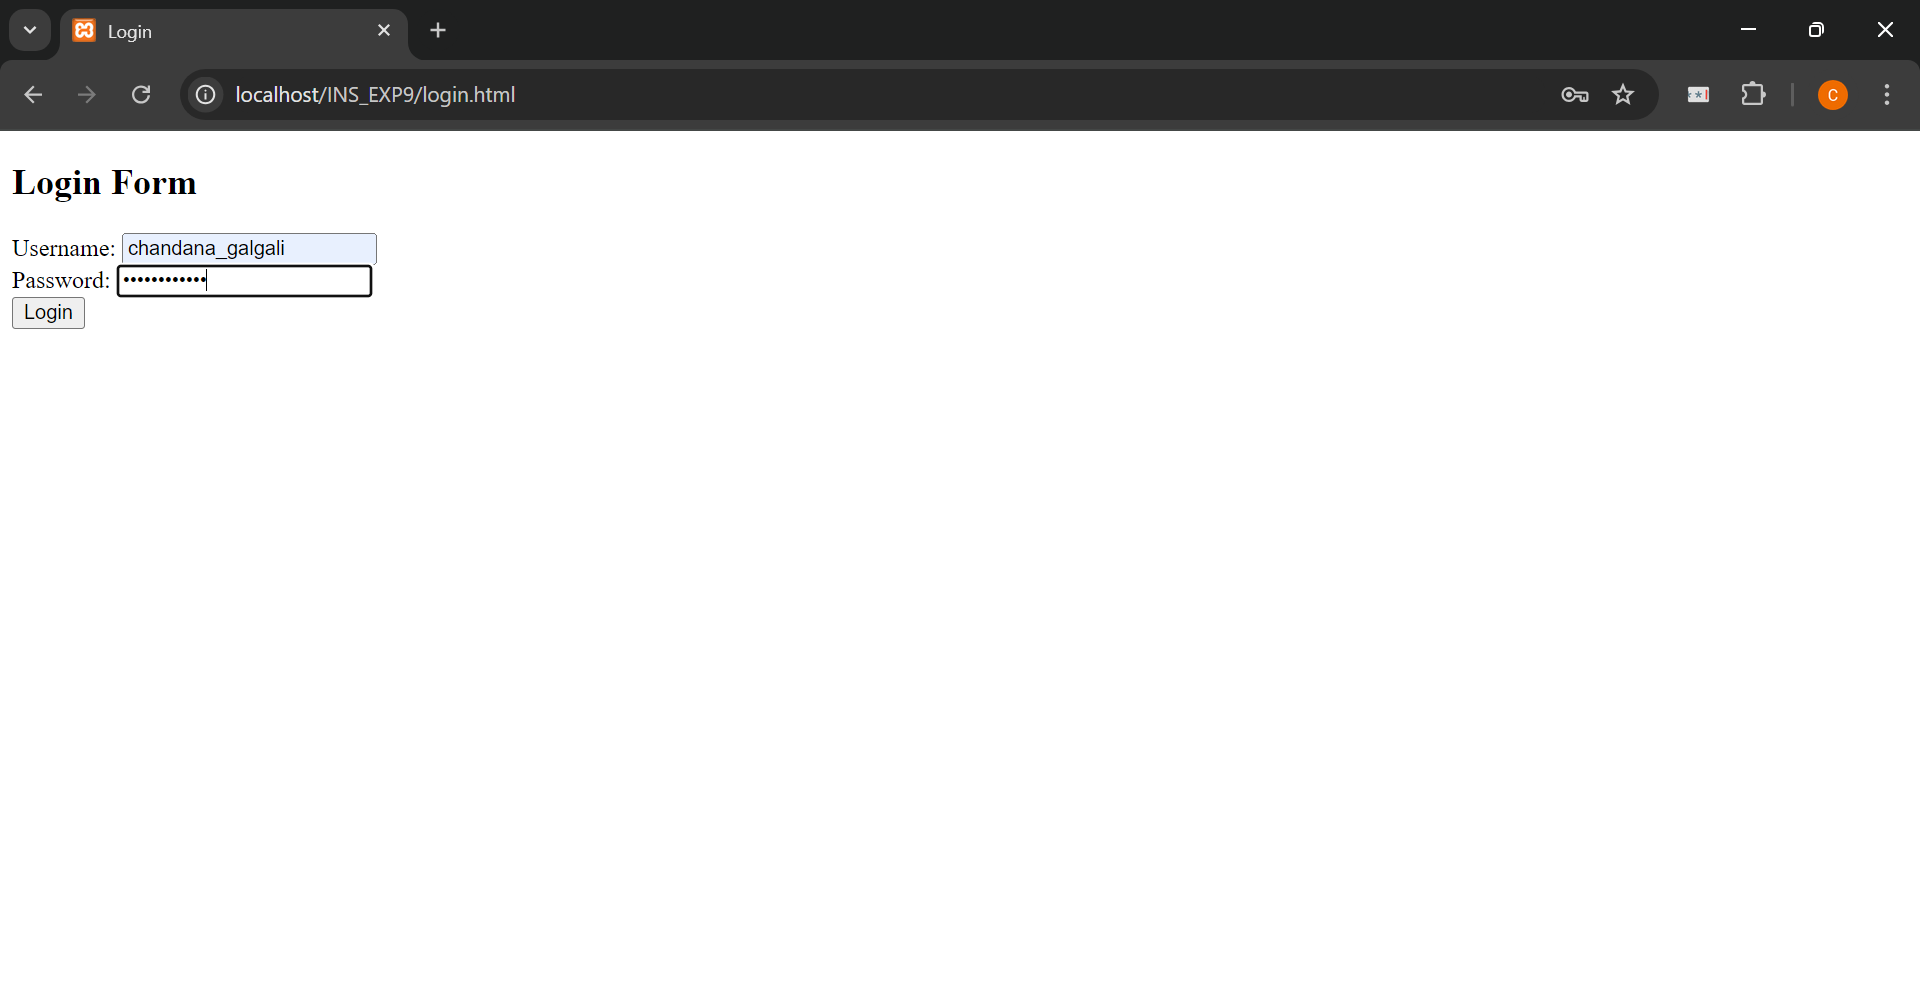 Login
localhost/INS_EXP9/login.html
C
Login Form
Username: chandana_galgali
Password: ••••••••••••
Login